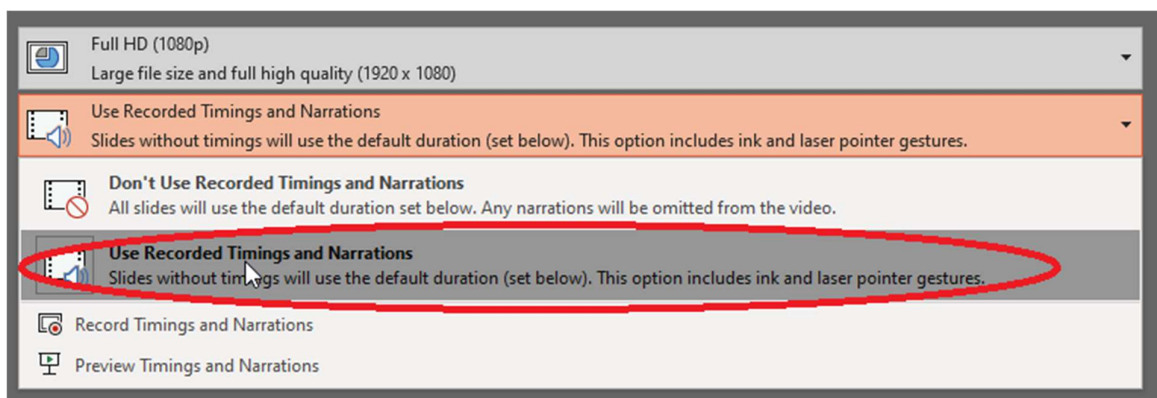 Full HD (1080p)
Large file size and full high quality (1920 x 1080)
Use Recorded Timings and Narrations
Slides without timings will use the default duration (set below). This option includes ink and laser pointer gestures.
Don't Use Recorded Timings and Narrations
All slides will use the default duration set below. Any narrations will be omitted from the video.
Use Recorded Timings and Narrations
Slides without timings will use the default duration (set below). This option includes ink and laser pointer gestures.
Record Timings and Narrations
Preview Timings and Narrations